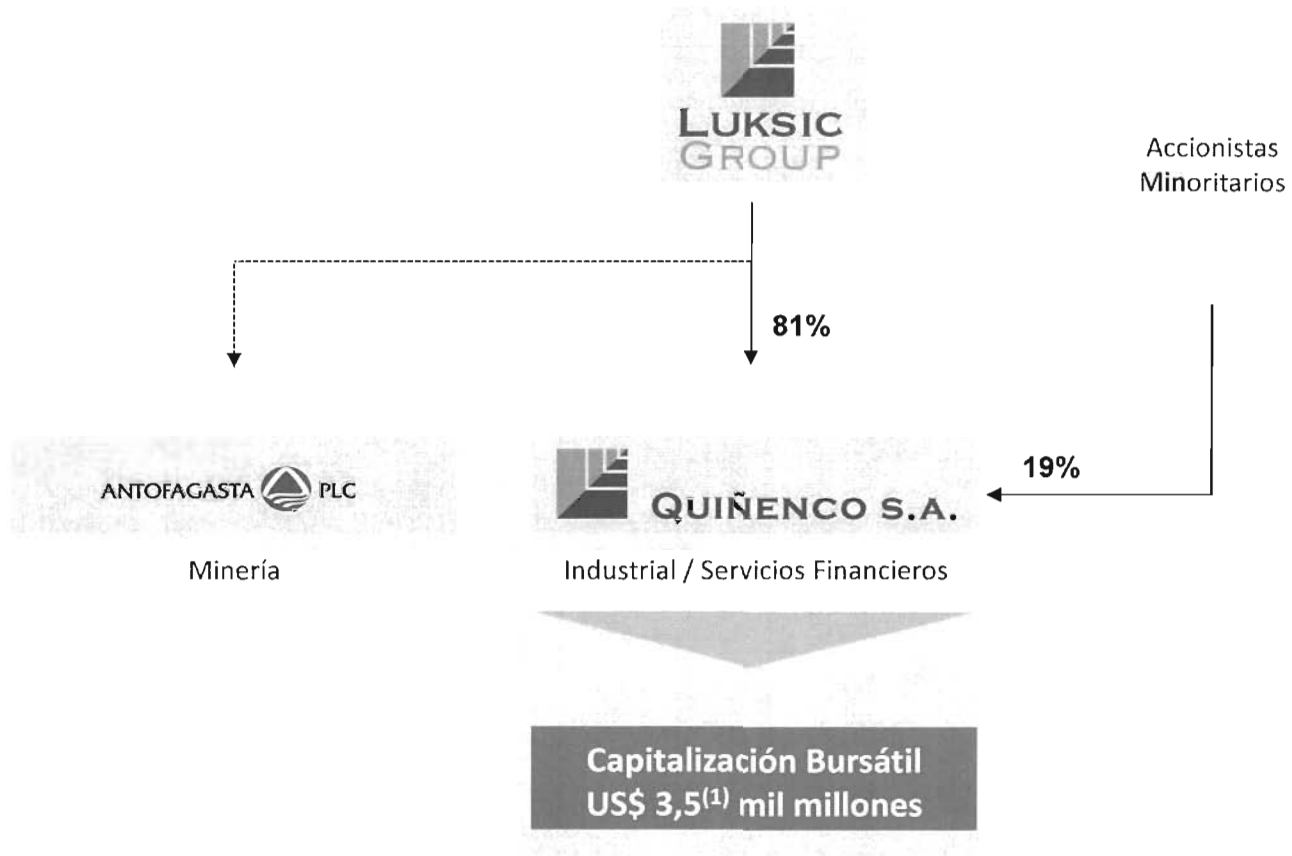 LUKSIC
GROUP
Accionistas
Minoritarios
81%
19%
ANTOFAGASTA PLC
QUIÑENCO S.A.
Minería
Industrial / Servicios Financieros
Capitalización Bursátil
US$ 3,5(1) mil millones